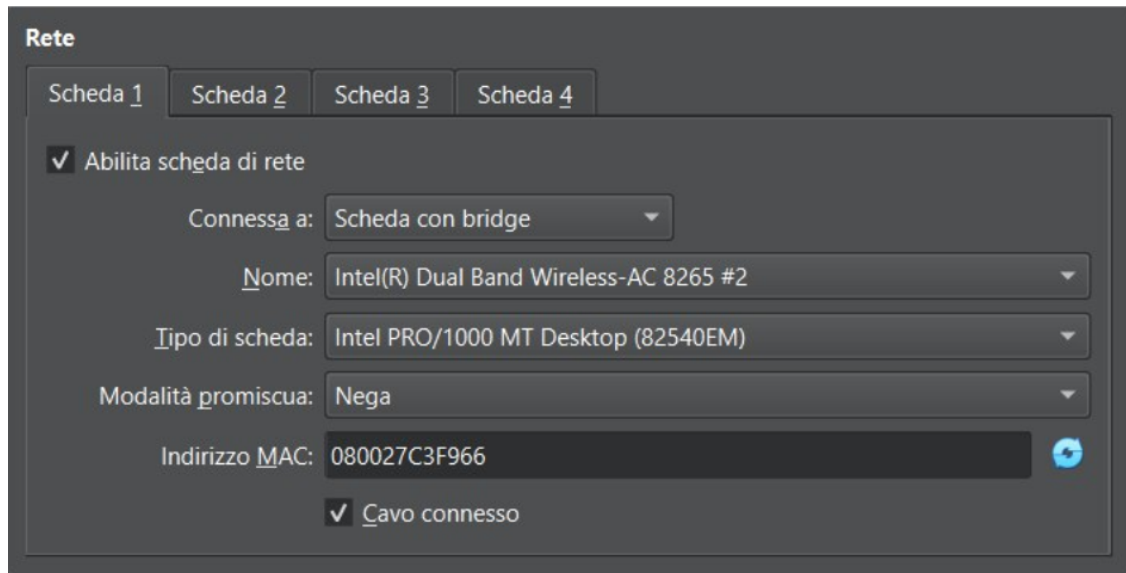 Rete
Scheda 1 Scheda 2 Scheda 3 Scheda 4
Abilita scheda di rete
Connessa a: Scheda con bridge
Nome: Intel(R) Dual Band Wireless-AC 8265 #2
Tipo di scheda: Intel PRO/1000 MT Desktop (82540EM)
Modalità promiscua: Nega
Indirizzo MAC: 080027C3F966
Cavo connesso